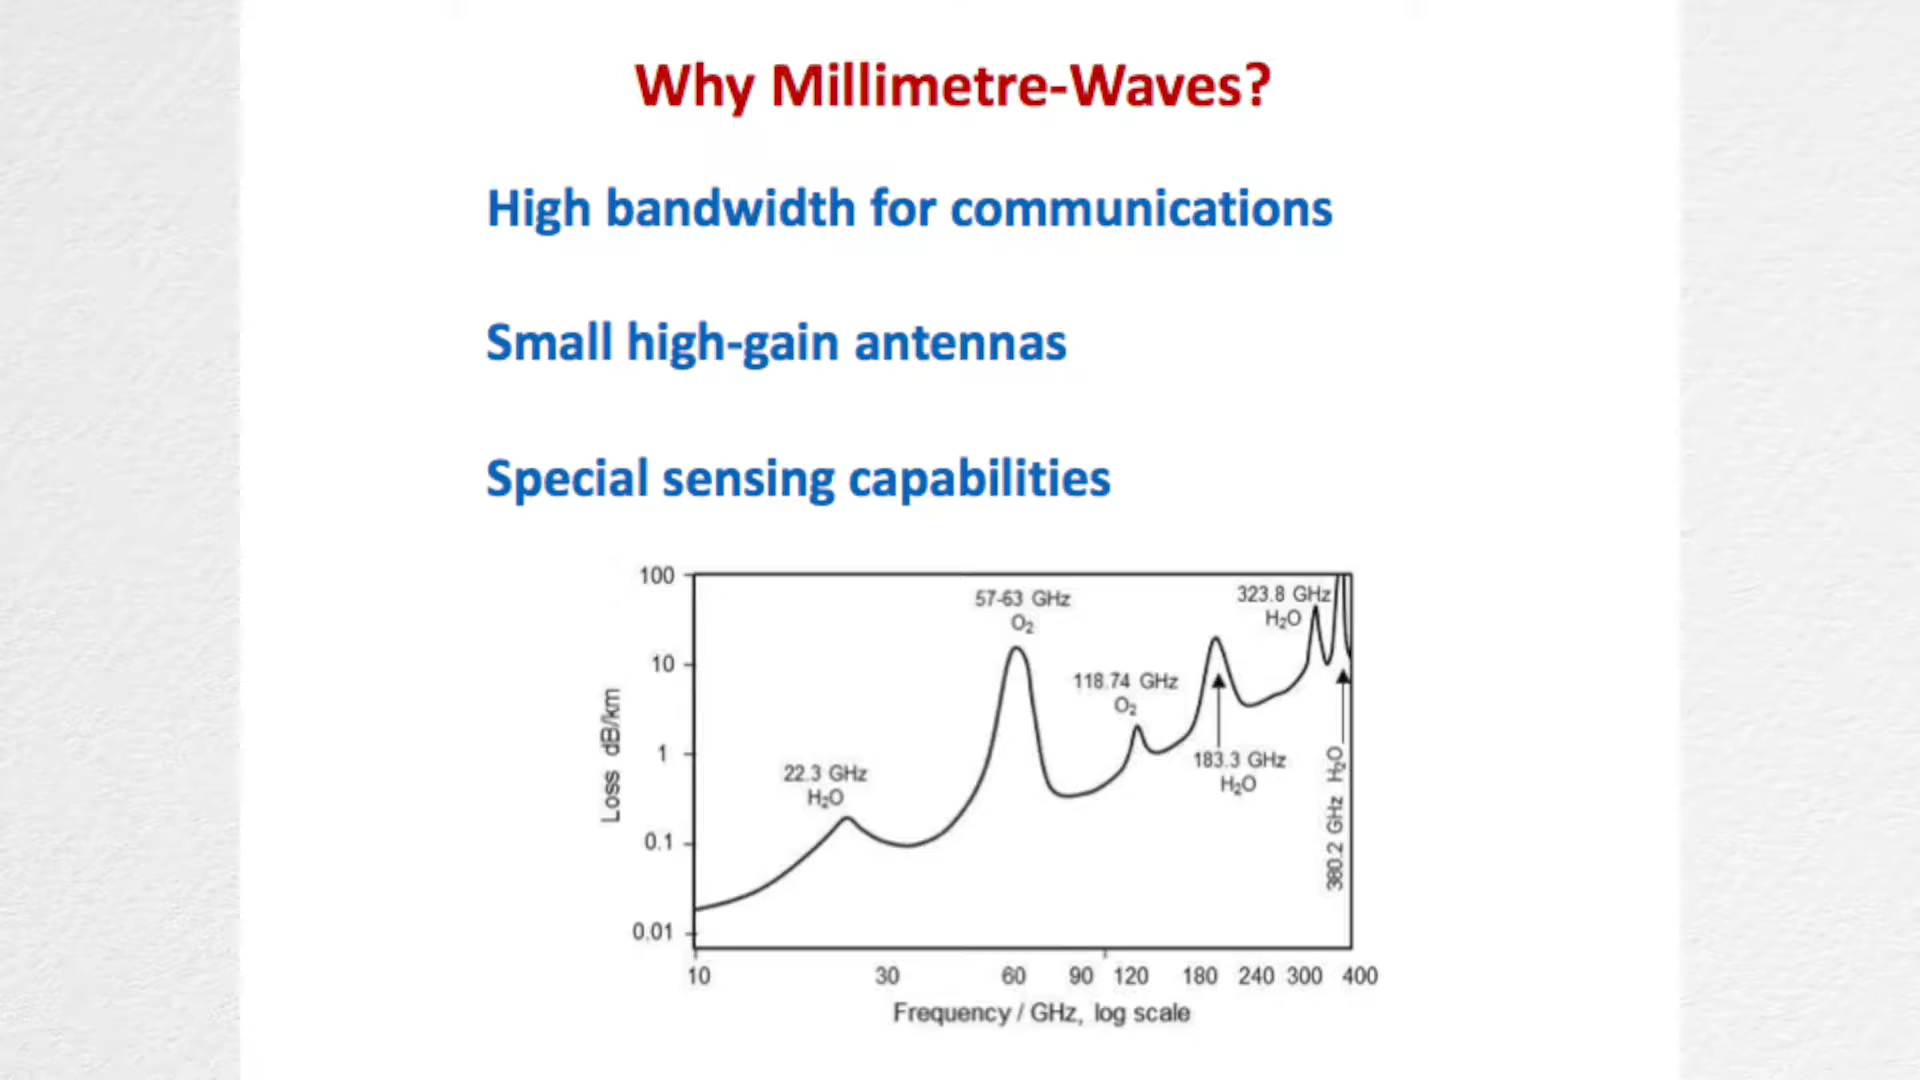 Why Millimetre-Waves?
High bandwidth for communications
Small high-gain antennas
Special sensing capabilities
100
10
1
0.1
0.01
Loss dB/km
22.3 GHz
H₂O
57-63 GHz
O₂
118.74 GHz
O₂
183.3 GHz
H₂O
323.8 GHz
H₂O
380.2 GHz H₂O
10 30 60 90 120 180 240 300 400
Frequency / GHz, log scale